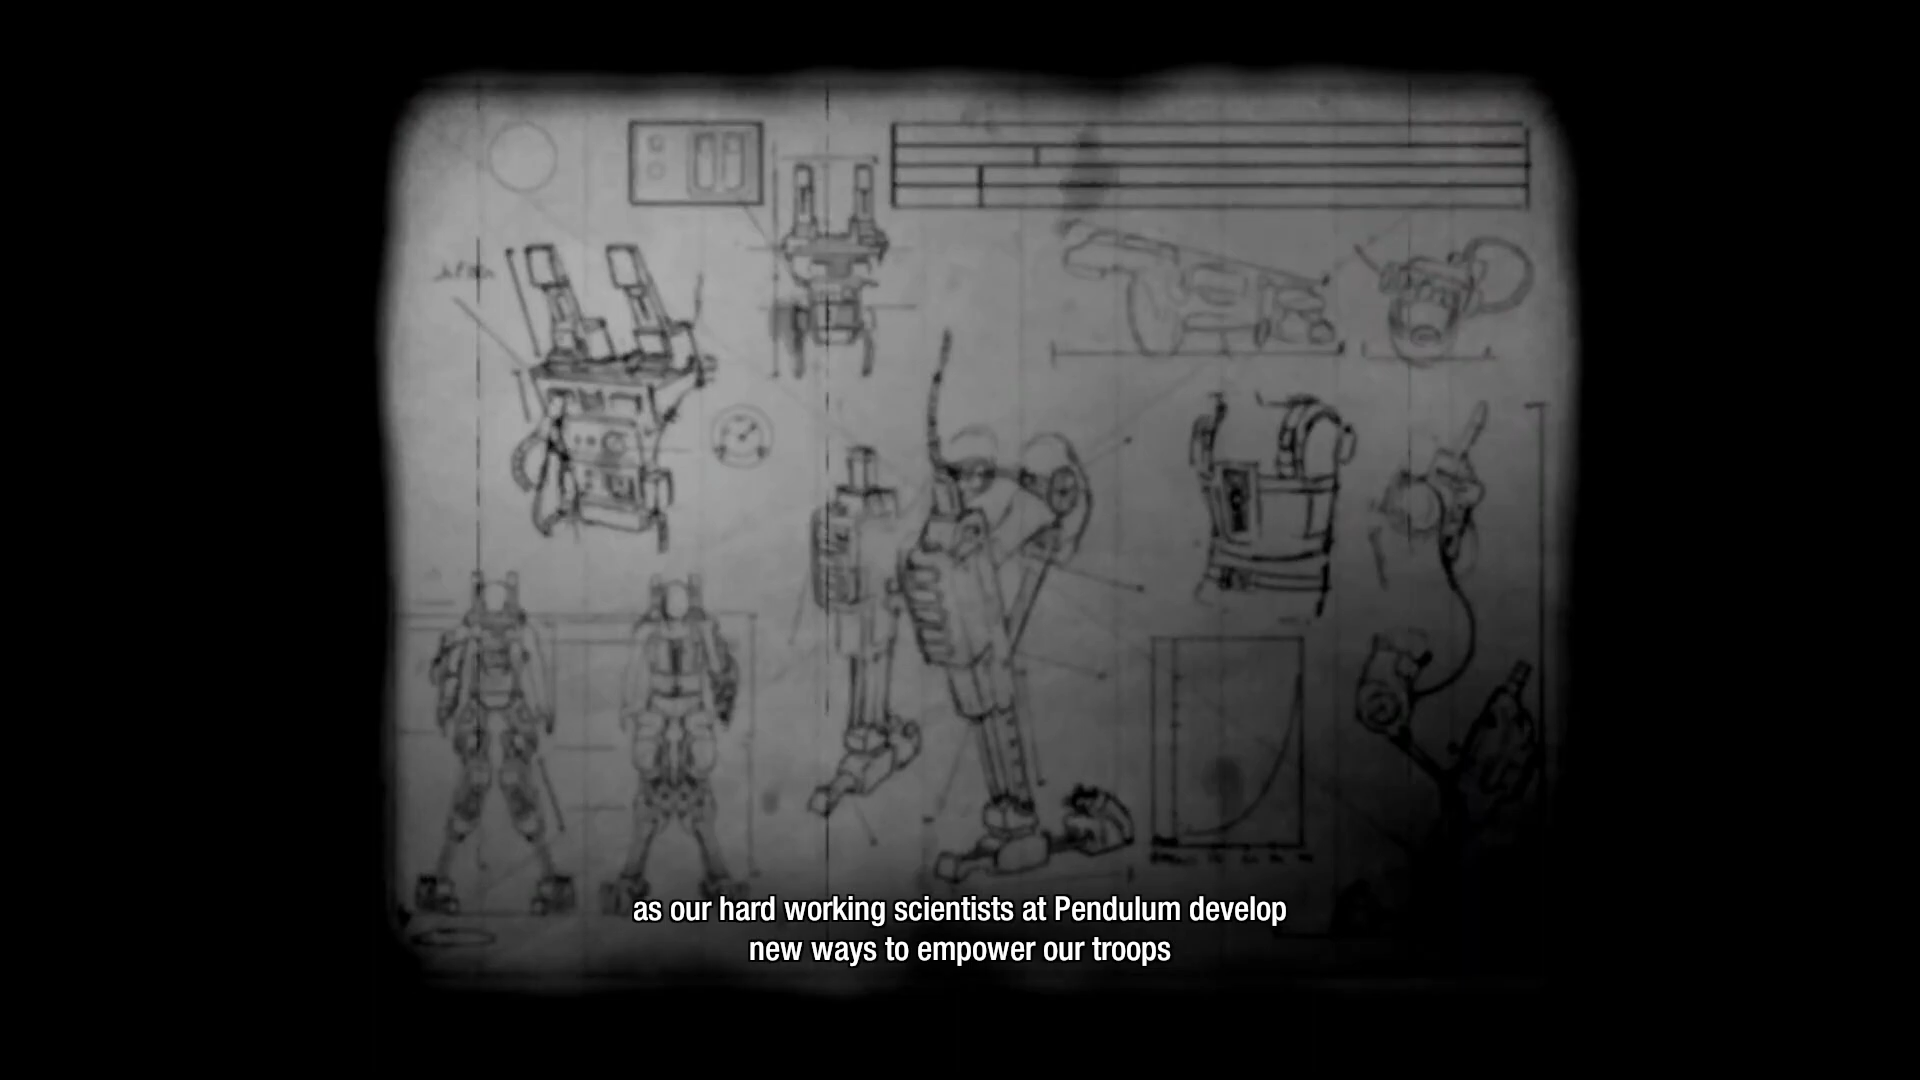 as our hard working scientists at Pendulum develop
new ways to empower our troops